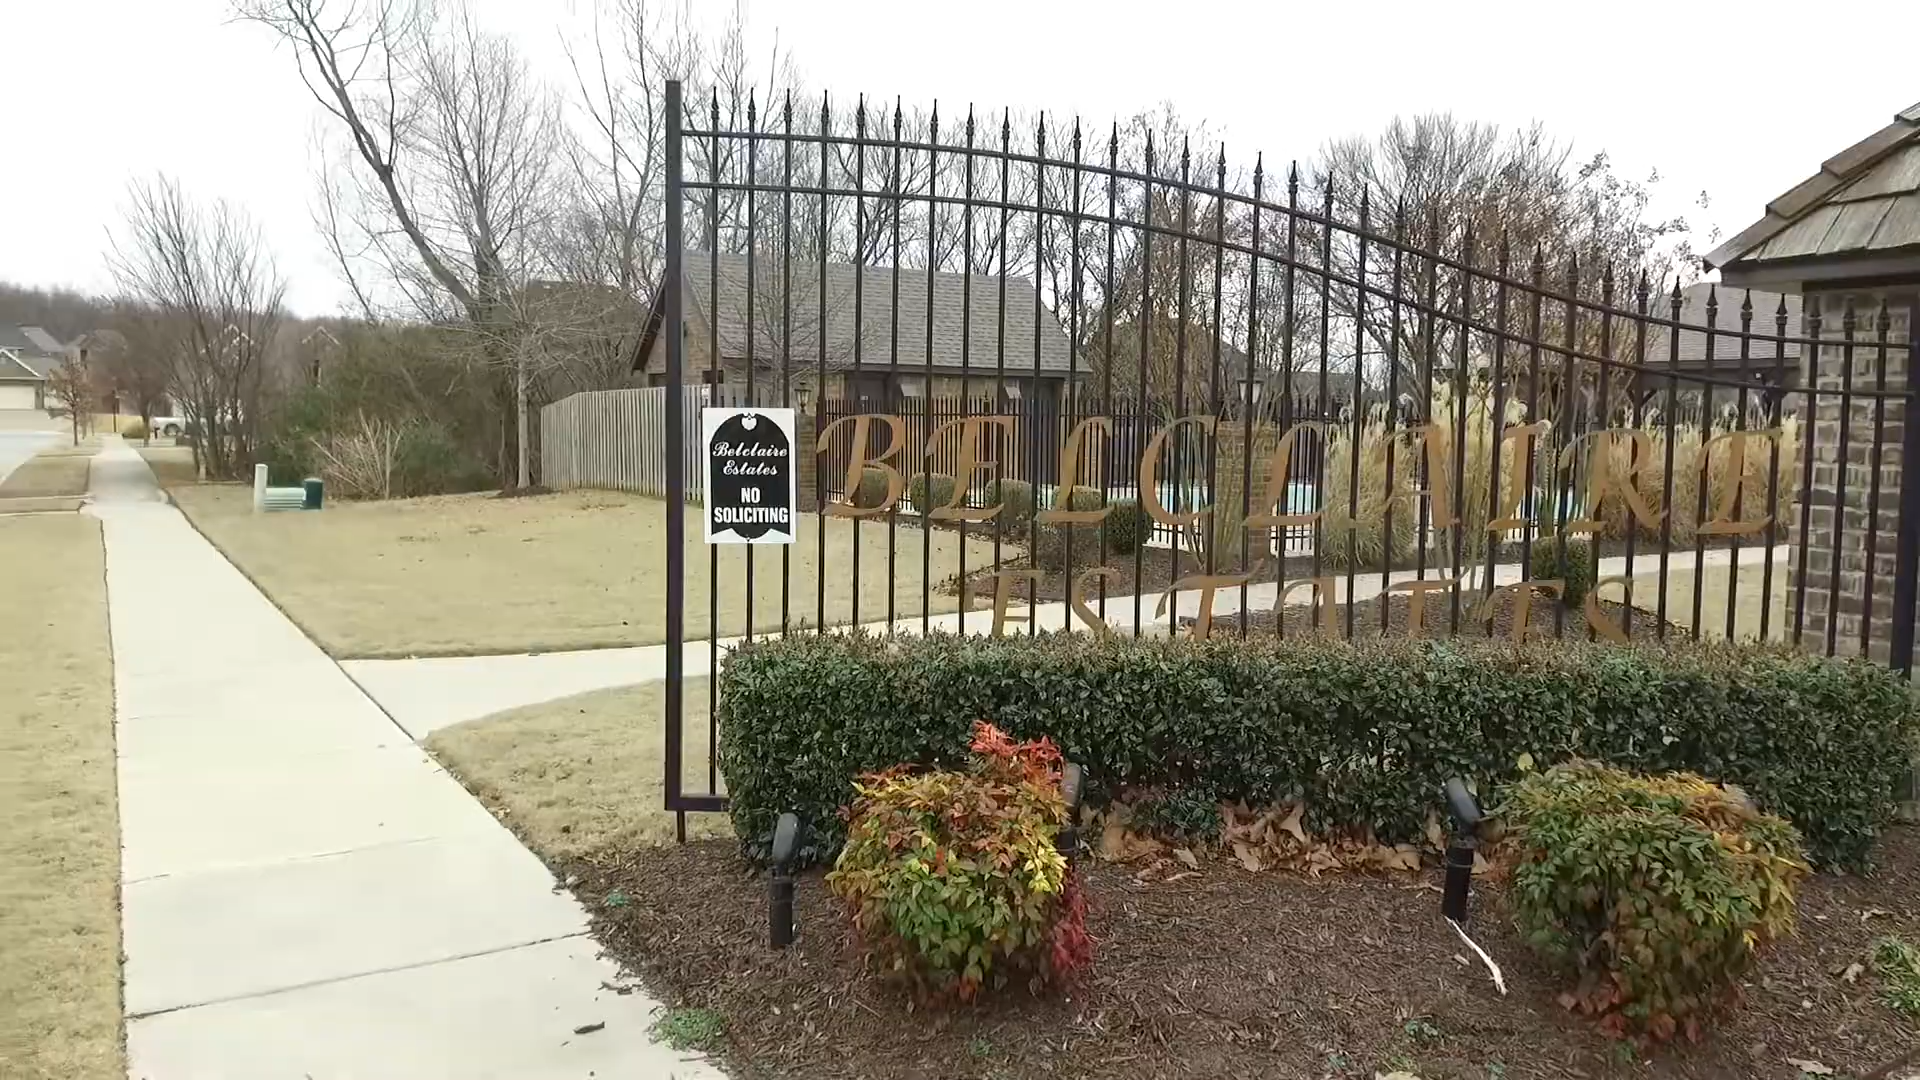 Belclaire
Estates
NO
SOLICITING
BELCLAIRE
ESTATES